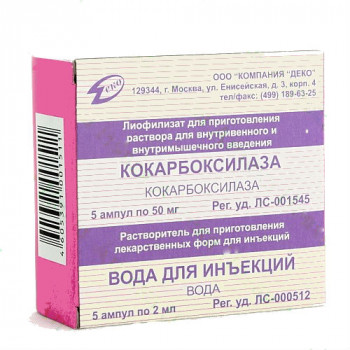 ДЕКО
ООО "КОМПАНИЯ "ДЕКО"
129344, г. Москва, ул. Енисейская, д. 3, корп. 4
тел/факс: (499) 189-63-25
Лиофилизат для приготовления
раствора для внутривенного и
внутримышечного введения
КОКАРБОКСИЛАЗА
КОКАРБОКСИЛАЗА
5 ампул по 50 мг Рег. уд. ЛС-001545
Растворитель для приготовления
лекарственных форм для инъекций
ВОДА ДЛЯ ИНЪЕКЦИЙ
ВОДА
5 ампул по 2 мл Рег. уд. ЛС-000512